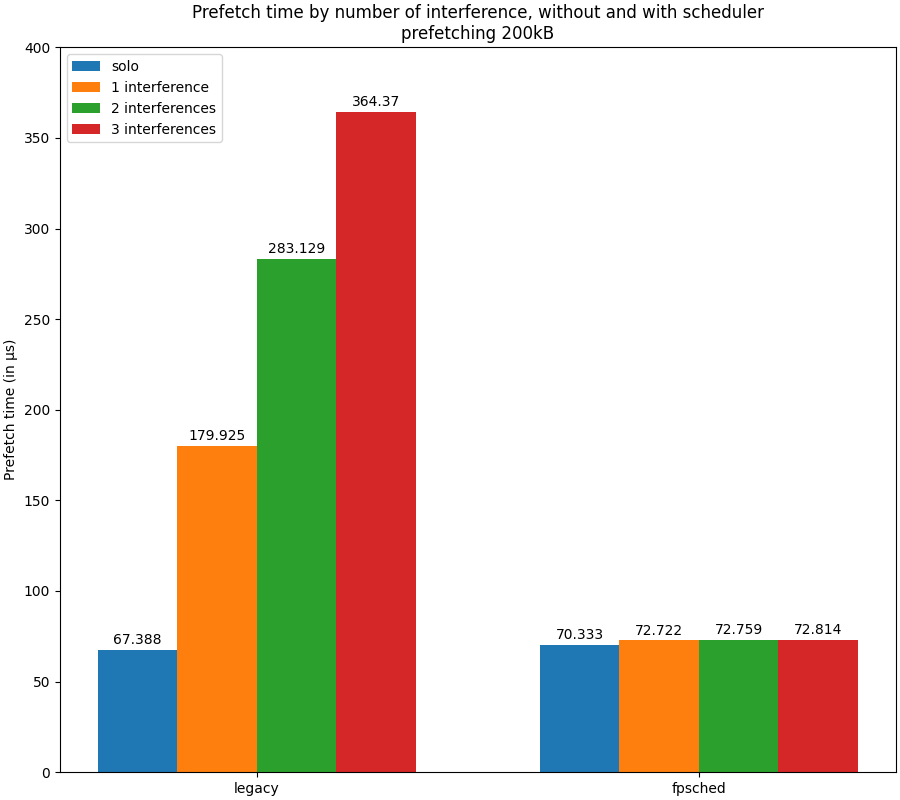 Prefetch time by number of interference, without and with scheduler
prefetching 200kB
400
350
300
250
200
150
100
50
0
Prefetch time (in µs)
solo
1 interference
2 interferences
3 interferences
67.388
179.925
283.129
364.37
70.333
72.722
72.759
72.814
legacy
fpsched